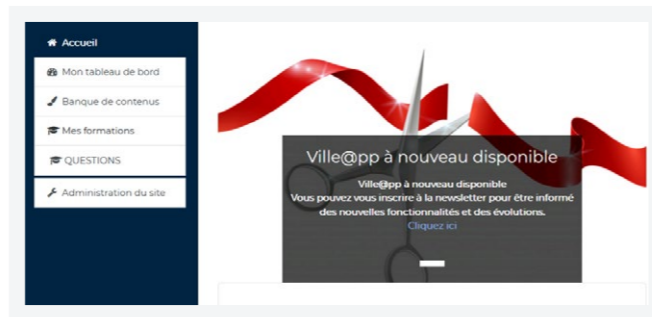 Accueil
Mon tableau de bord
Banque de contenus
Mes formations
QUESTIONS
Administration du site
Ville@pp à nouveau disponible
Ville@pp à nouveau disponible
Vous pouvez vous inscrire à la newsletter pour être informé
des nouvelles fonctionnalités et des évolutions.
Cliquez ici